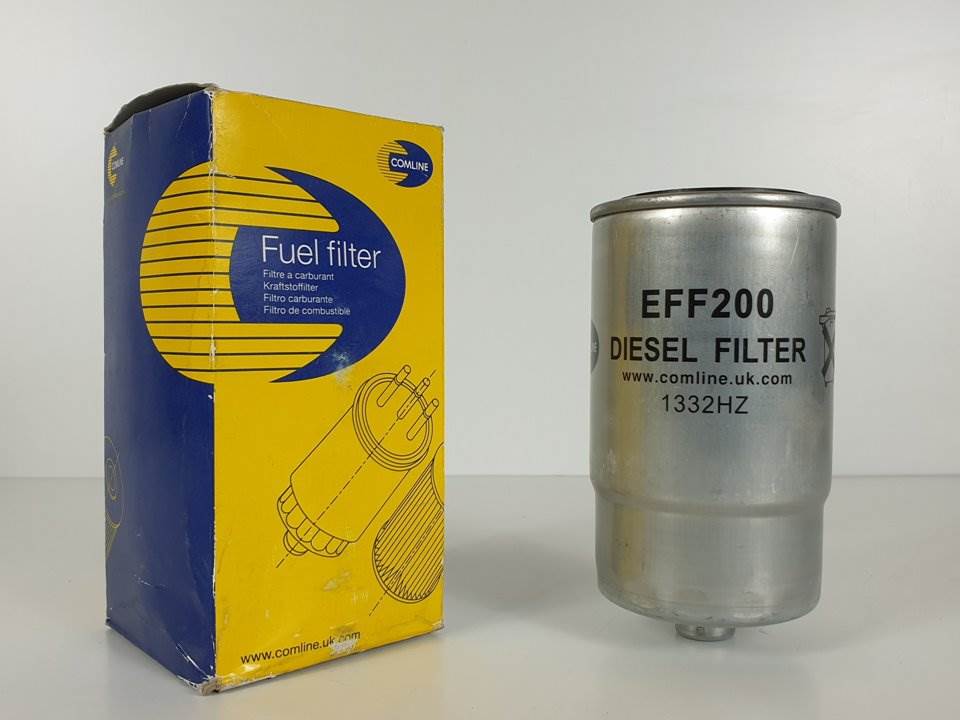 COMLINE
COMLINE
Fuel filter
Filtre a carburant
Kraftstoffilter
Filtro carburante
Filtro de combustible
www.comline.uk.com
EFF200
DIESEL FILTER
www.comline.uk.com
1332HZ